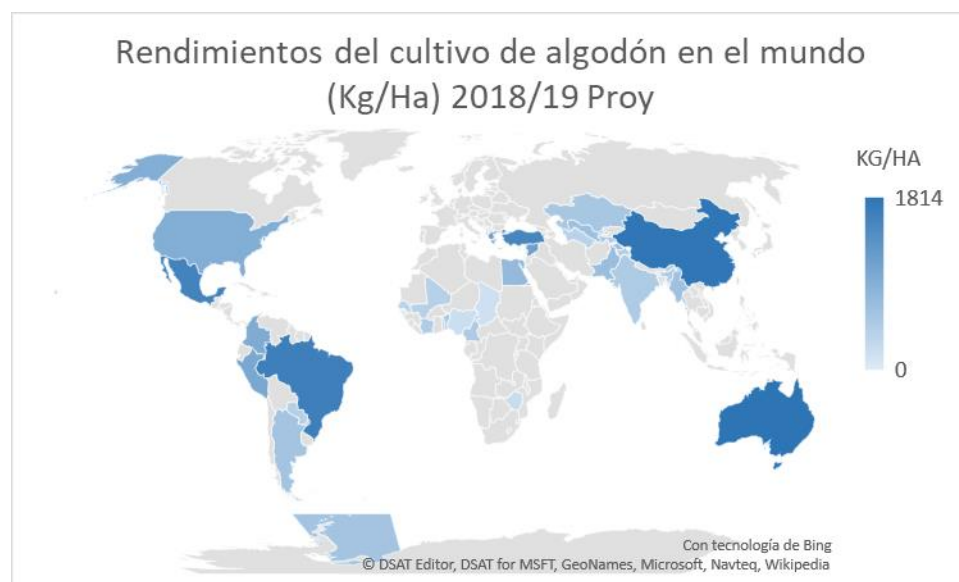 Rendimientos del cultivo de algodón en el mundo
(Kg/Ha) 2018/19 Proy
KG/HA
1814
0
Con tecnología de Bing
© DSAT Editor, DSAT for MSFT, GeoNames, Microsoft, Navteq, Wikipedia